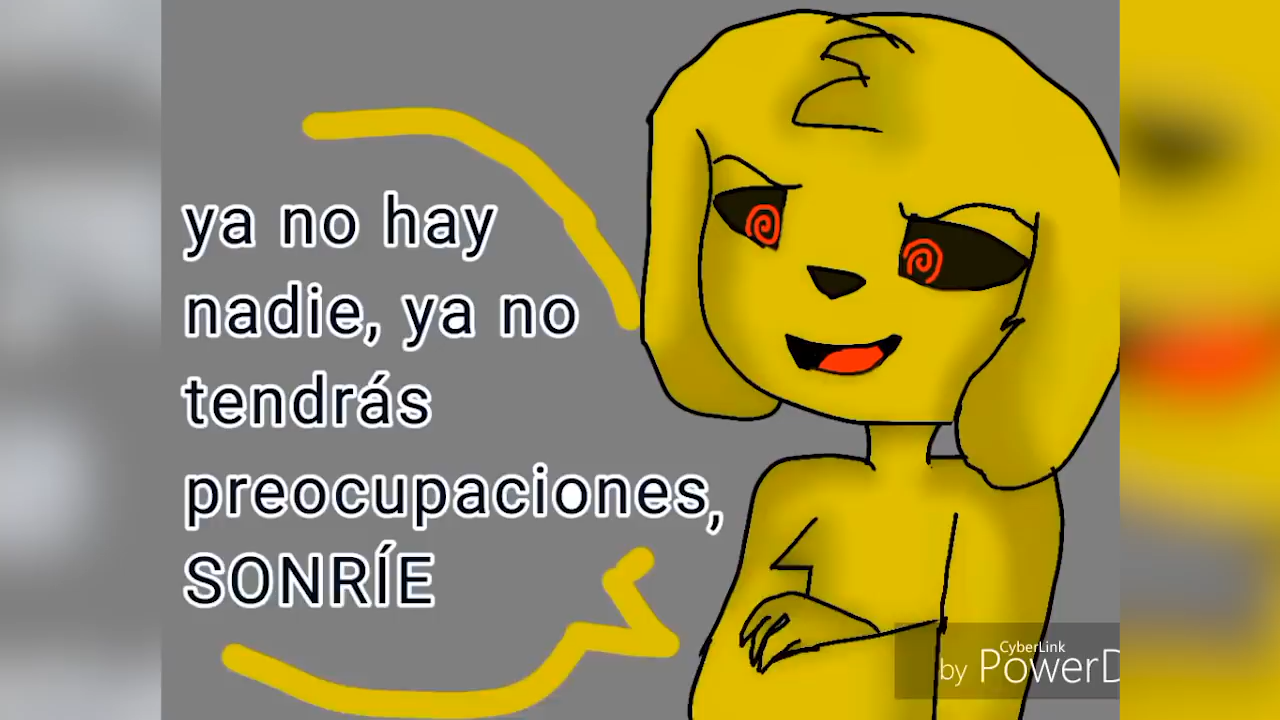 ya no hay
nadie, ya no
tendrás
preocupaciones,
SONRÍE
CyberLink
by PowerD